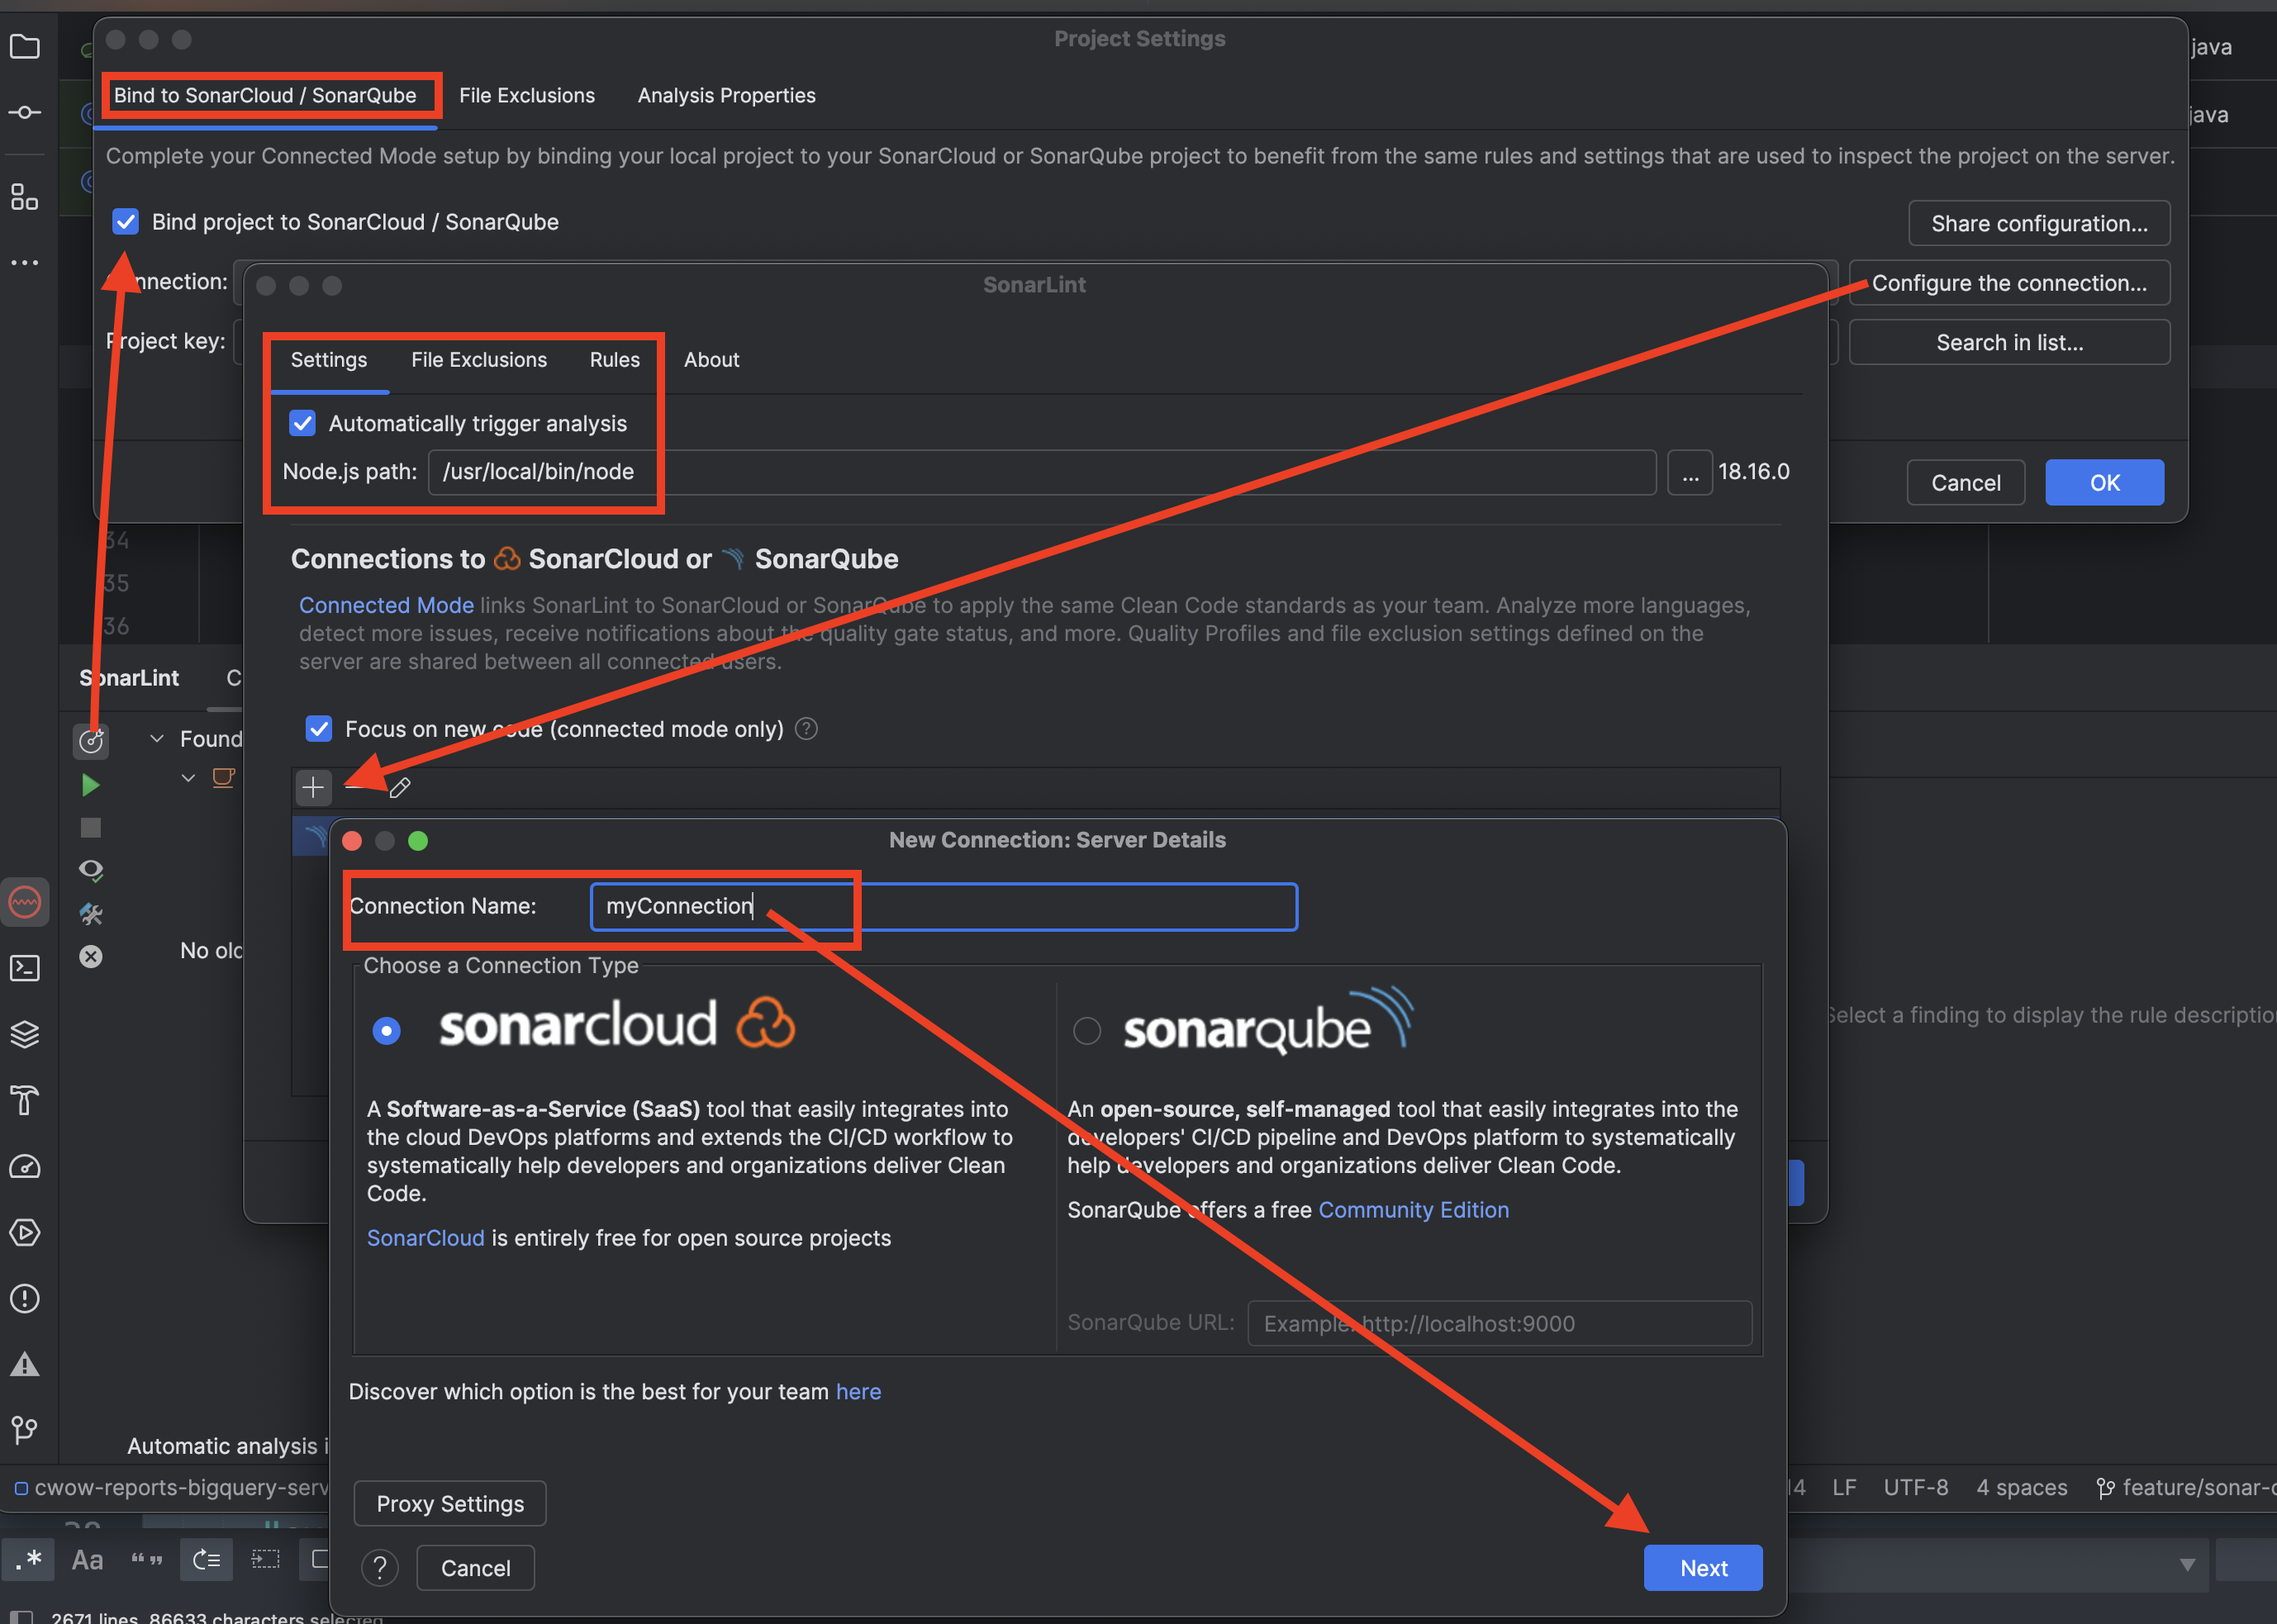 Project Settings
java
Bind to SonarCloud / SonarQube
File Exclusions
Analysis Properties
java
Complete your Connected Mode setup by binding your local project to your SonarCloud or SonarQube project to benefit from the same rules and settings that are used to inspect the project on the server.
Bind project to SonarCloud / SonarQube
Share configuration...
nnection:
Configure the connection...
Project key:
Search in list...
Cancel
OK
SonarLint
Settings
File Exclusions
Rules
About
Automatically trigger analysis
Node.js path: /usr/local/bin/node ... 18.16.0
34
35
36
Connections to SonarCloud or SonarQube
Connected Mode links SonarLint to SonarCloud or SonarQube to apply the same Clean Code standards as your team. Analyze more languages,
detect more issues, receive notifications about the quality gate status, and more. Quality Profiles and file exclusion settings defined on the
server are shared between all connected users.
SonarLint
C
Focus on new code (connected mode only) ?
Found
No old
New Connection: Server Details
Connection Name: myConnection
Choose a Connection Type
sonarcloud
A Software-as-a-Service (SaaS) tool that easily integrates into
the cloud DevOps platforms and extends the CI/CD workflow to
systematically help developers and organizations deliver Clean
Code.
SonarCloud is entirely free for open source projects
sonarqube
An open-source, self-managed tool that easily integrates into the
developers' CI/CD pipeline and DevOps platform to systematically
help developers and organizations deliver Clean Code.
SonarQube offers a free Community Edition
SonarQube URL: Example: http://localhost:9000
Select a finding to display the rule description
Discover which option is the best for your team here
Proxy Settings
? Cancel
Next
Automatic analysis i
cwow-reports-bigquery-serv
14 LF UTF-8 4 spaces feature/sonar-c
.* Aa “ ”
2671 lines, 86633 characters selected